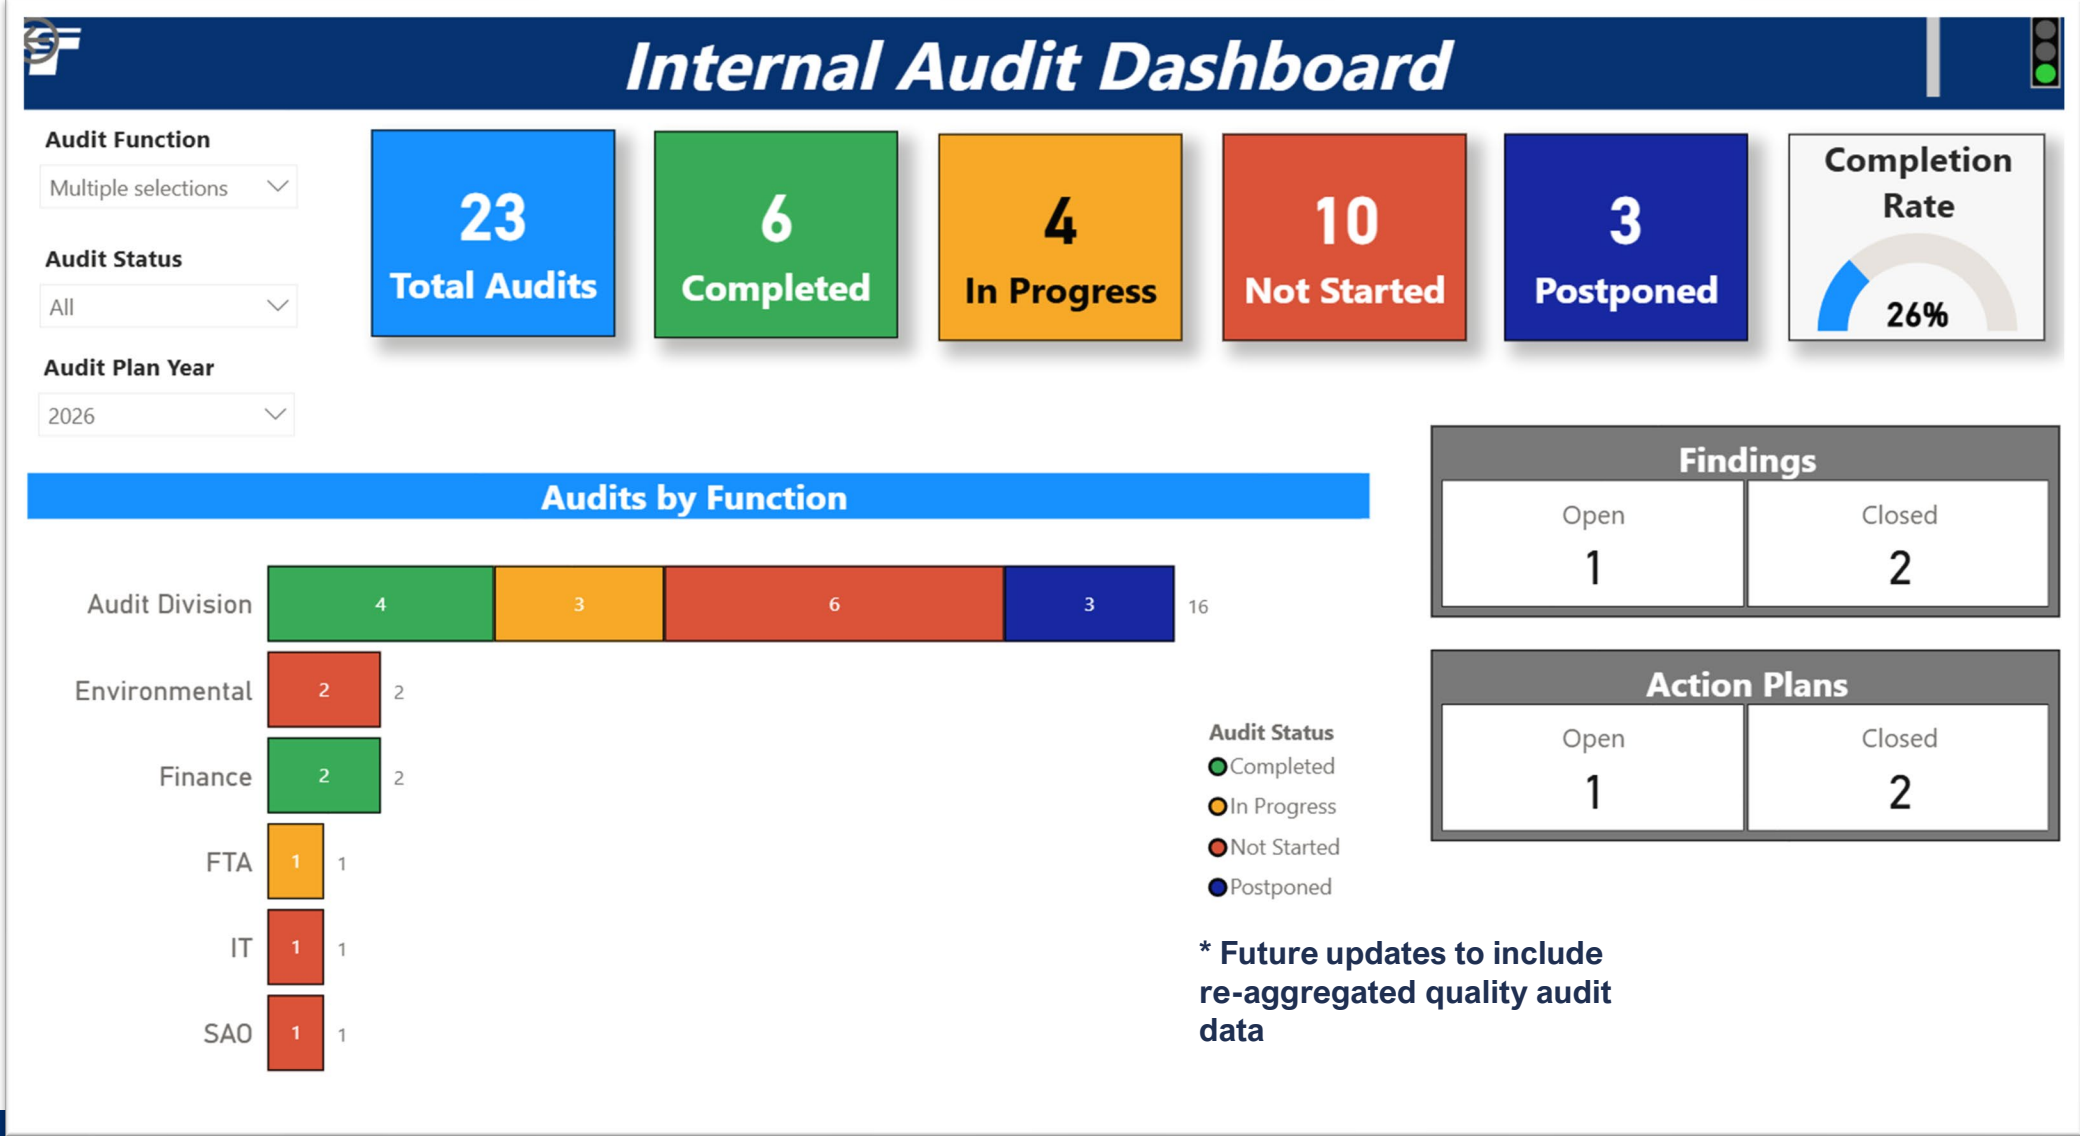 Internal Audit Dashboard
Audit Function
Multiple selections
Audit Status
All
Audit Plan Year
2026
23
Total Audits
6
Completed
4
In Progress
10
Not Started
3
Postponed
Completion
Rate
26%
Audits by Function
Audit Division 4 3 6 3 16
Environmental 2 2
Finance 2 2
FTA 1 1
IT 1 1
SAO 1 1
Audit Status
Completed
In Progress
Not Started
Postponed
Findings
Open Closed
1 2
Action Plans
Open Closed
1 2
* Future updates to include
re-aggregated quality audit
data